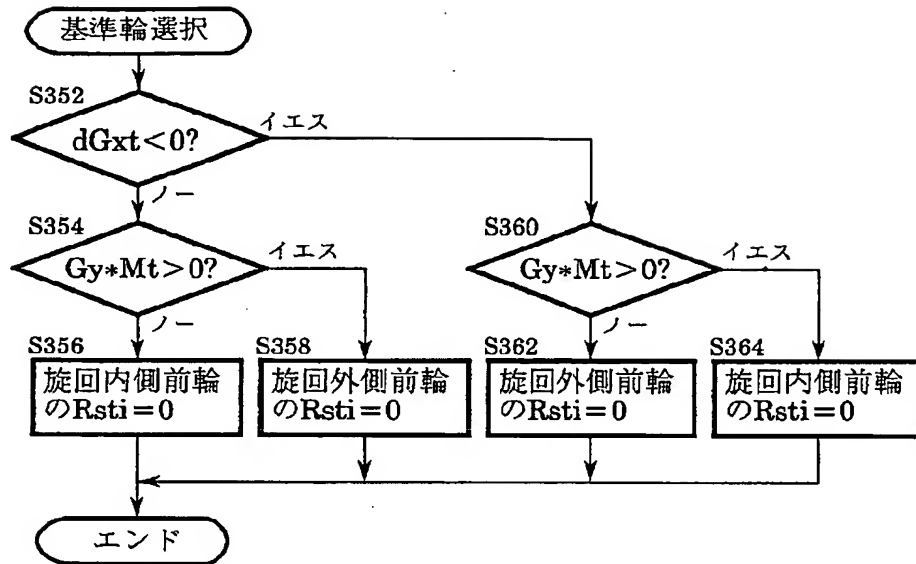 基準輪選択
S352
dGxt<0?
イエス
ノー
S354
Gy*Mt>0?
イエス
ノー
S360
Gy*Mt>0?
イエス
ノー
S356
旋回内側前輪
のRsti=0
S358
旋回外側前輪
のRsti=0
S362
旋回外側前輪
のRsti=0
S364
旋回内側前輪
のRsti=0
エンド